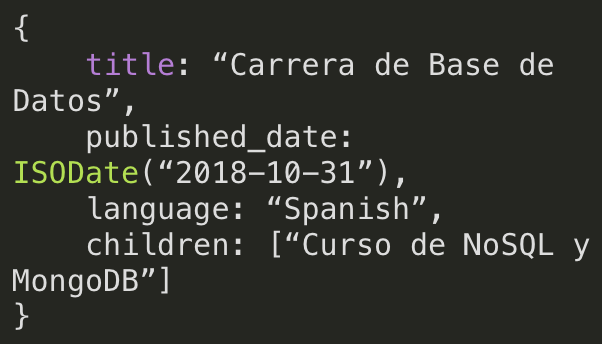 {
title: “Carrera de Base de
Datos”,
published_date:
ISODate(“2018-10-31”),
language: “Spanish”,
children: [“Curso de NoSQL y
MongoDB”]
}